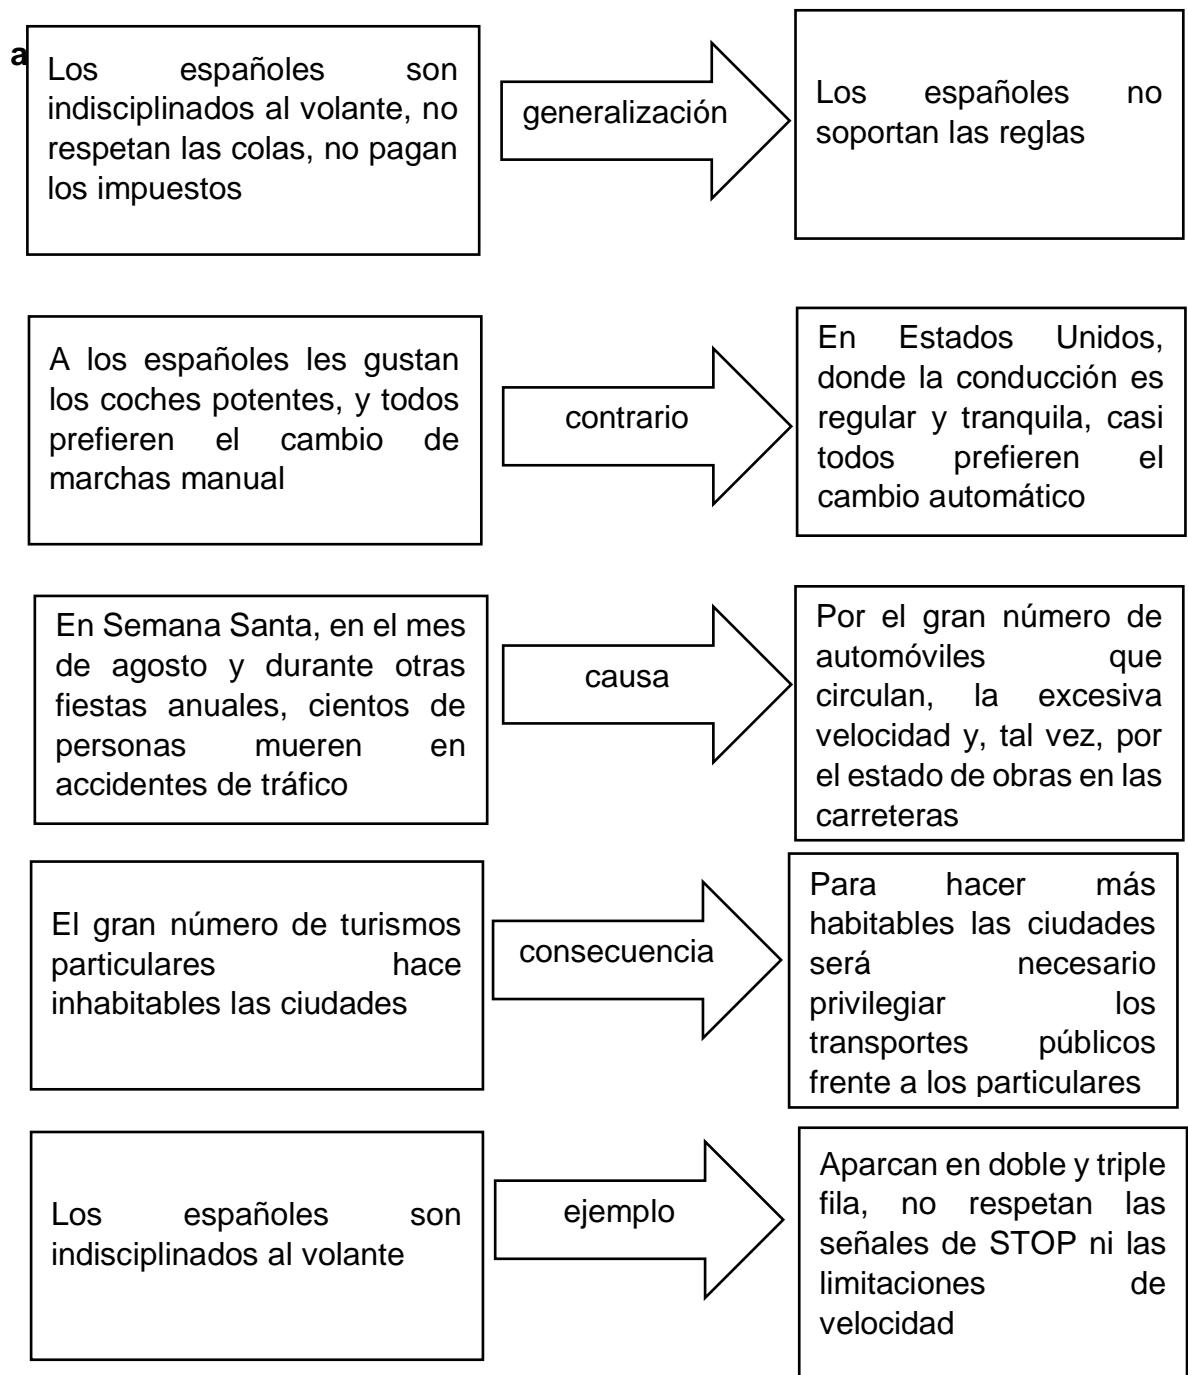 a
Los españoles son
indisciplinados al volante, no
respetan las colas, no pagan
los impuestos
generalización
Los españoles no
soportan las reglas
A los españoles les gustan
los coches potentes, y todos
prefieren el cambio de
marchas manual
contrario
En Estados Unidos,
donde la conducción es
regular y tranquila, casi
todos prefieren el
cambio automático
En Semana Santa, en el mes
de agosto y durante otras
fiestas anuales, cientos de
personas mueren en
accidentes de tráfico
causa
Por el gran número de
automóviles que
circulan, la excesiva
velocidad y, tal vez, por
el estado de obras en las
carreteras
El gran número de turismos
particulares hace
inhabitables las ciudades
consecuencia
Para hacer más
habitables las ciudades
será necesario
privilegiar los
transportes públicos
frente a los particulares
Los españoles son
indisciplinados al volante
ejemplo
Aparcan en doble y triple
fila, no respetan las
señales de STOP ni las
limitaciones de
velocidad